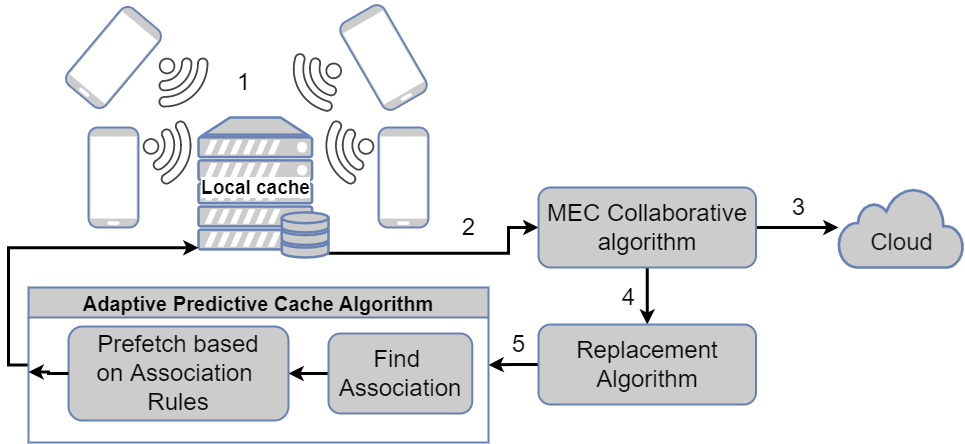 1
Local cache
2
MEC Collaborative
algorithm
3
Cloud
4
Adaptive Predictive Cache Algorithm
Prefetch based
on Association
Rules
Find
Association
5
Replacement
Algorithm